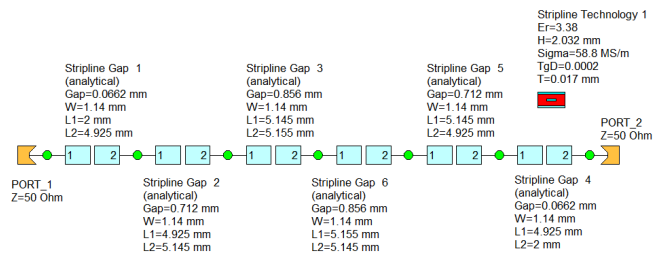 Stripline Technology 1
Er=3.38
H=2.032 mm
Sigma=58.8 MS/m
TgD=0.0002
T=0.017 mm
Stripline Gap 1
(analytical)
Gap=0.0662 mm
W=1.14 mm
L1=2 mm
L2=4.925 mm
Stripline Gap 3
(analytical)
Gap=0.856 mm
W=1.14 mm
L1=5.145 mm
L2=5.155 mm
Stripline Gap 5
(analytical)
Gap=0.712 mm
W=1.14 mm
L1=5.145 mm
L2=4.925 mm
PORT_2
Z=50 Ohm
1 2 1 2 1 2 1 2 1 2 1 2
PORT_1
Z=50 Ohm
Stripline Gap 2
(analytical)
Gap=0.712 mm
W=1.14 mm
L1=4.925 mm
L2=5.145 mm
Stripline Gap 6
(analytical)
Gap=0.856 mm
W=1.14 mm
L1=5.155 mm
L2=5.145 mm
Stripline Gap 4
(analytical)
Gap=0.0662 mm
W=1.14 mm
L1=4.925 mm
L2=2 mm